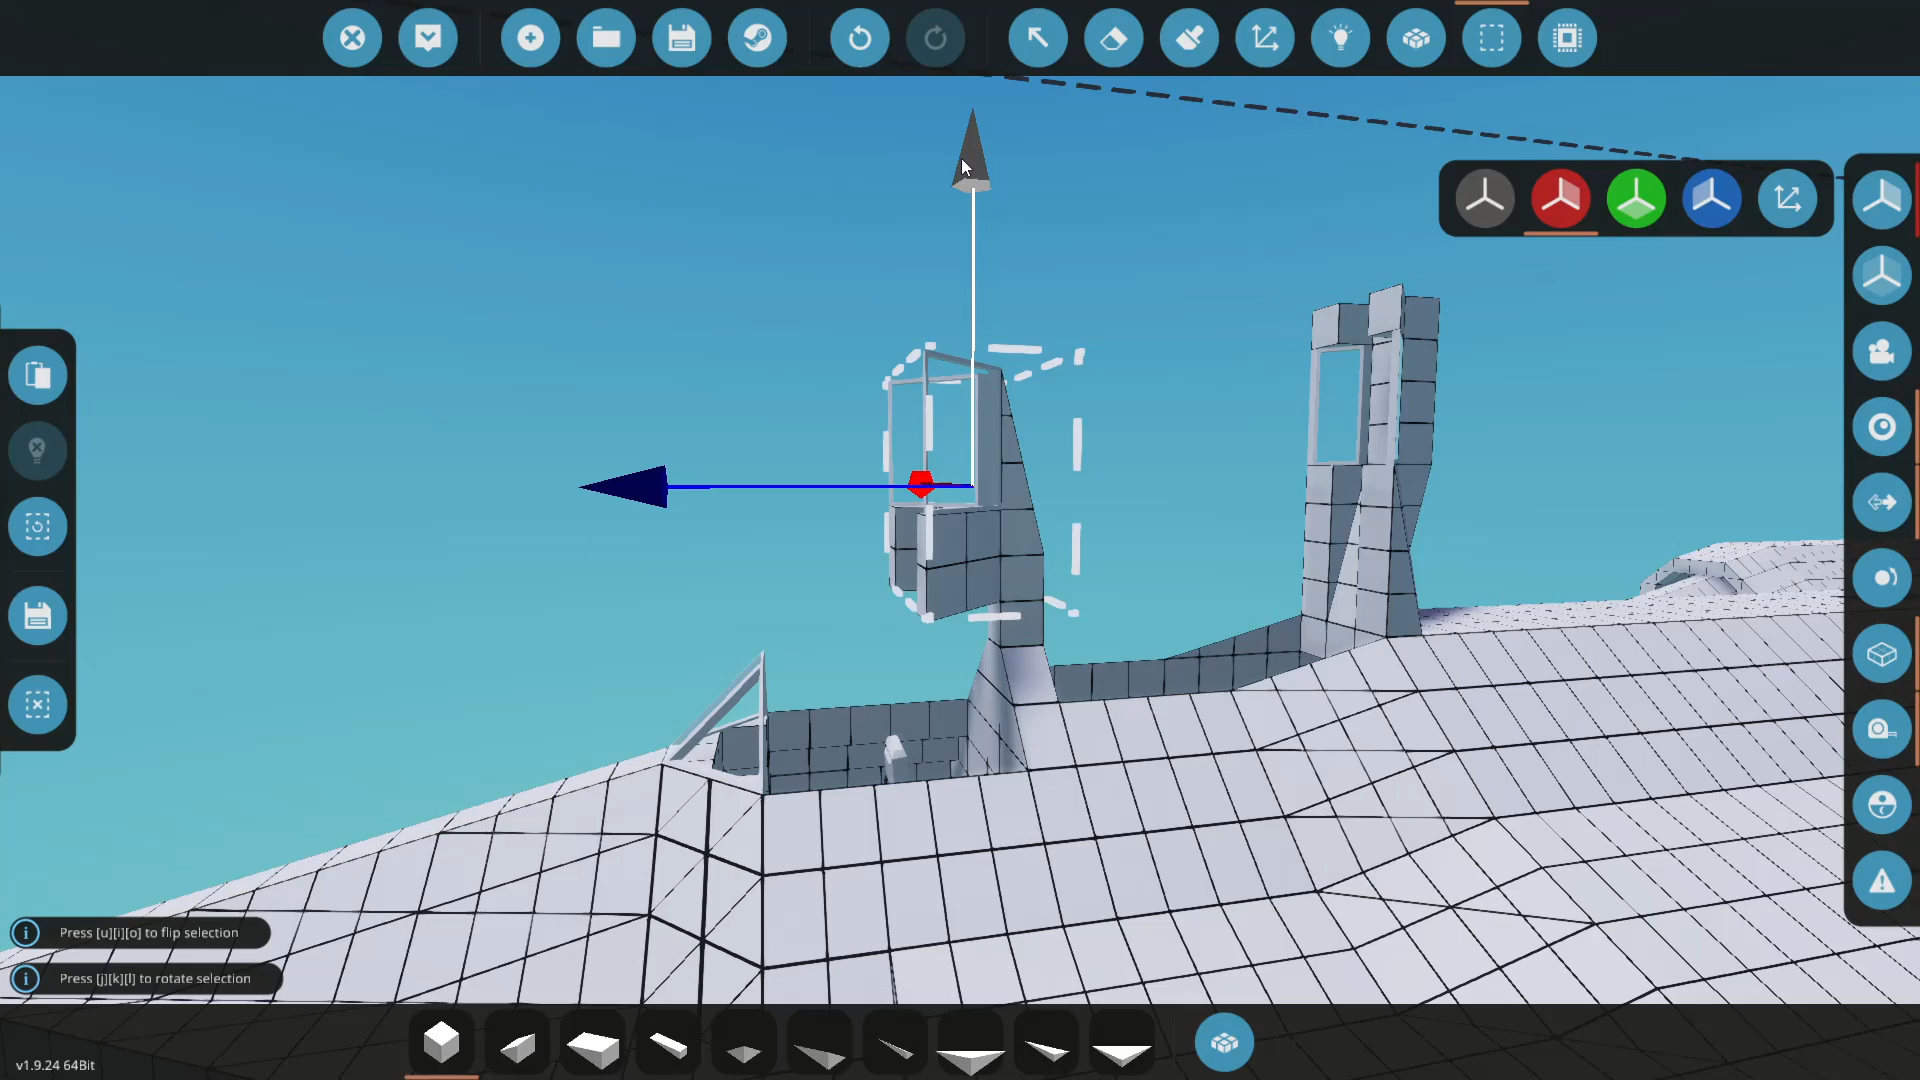 Press [u][i][o] to flip selection
Press [j][k][l] to rotate selection
v1.9.24 64Bit